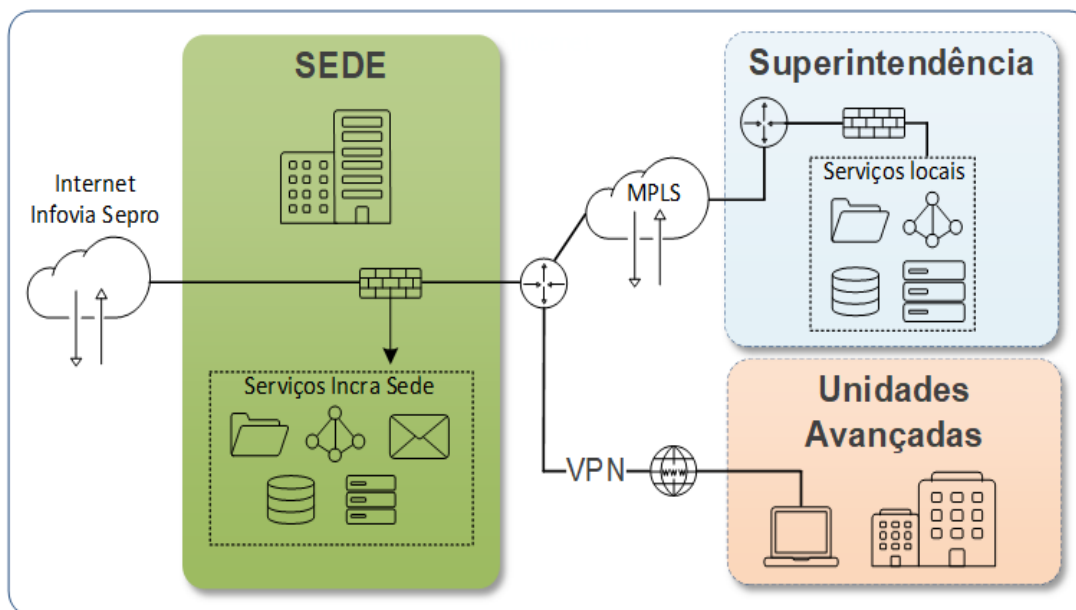 SEDE
Superintendência
Internet
Infovia Sepro
MPLS
Serviços locais
Serviços Incra Sede
Unidades
Avançadas
VPN
www